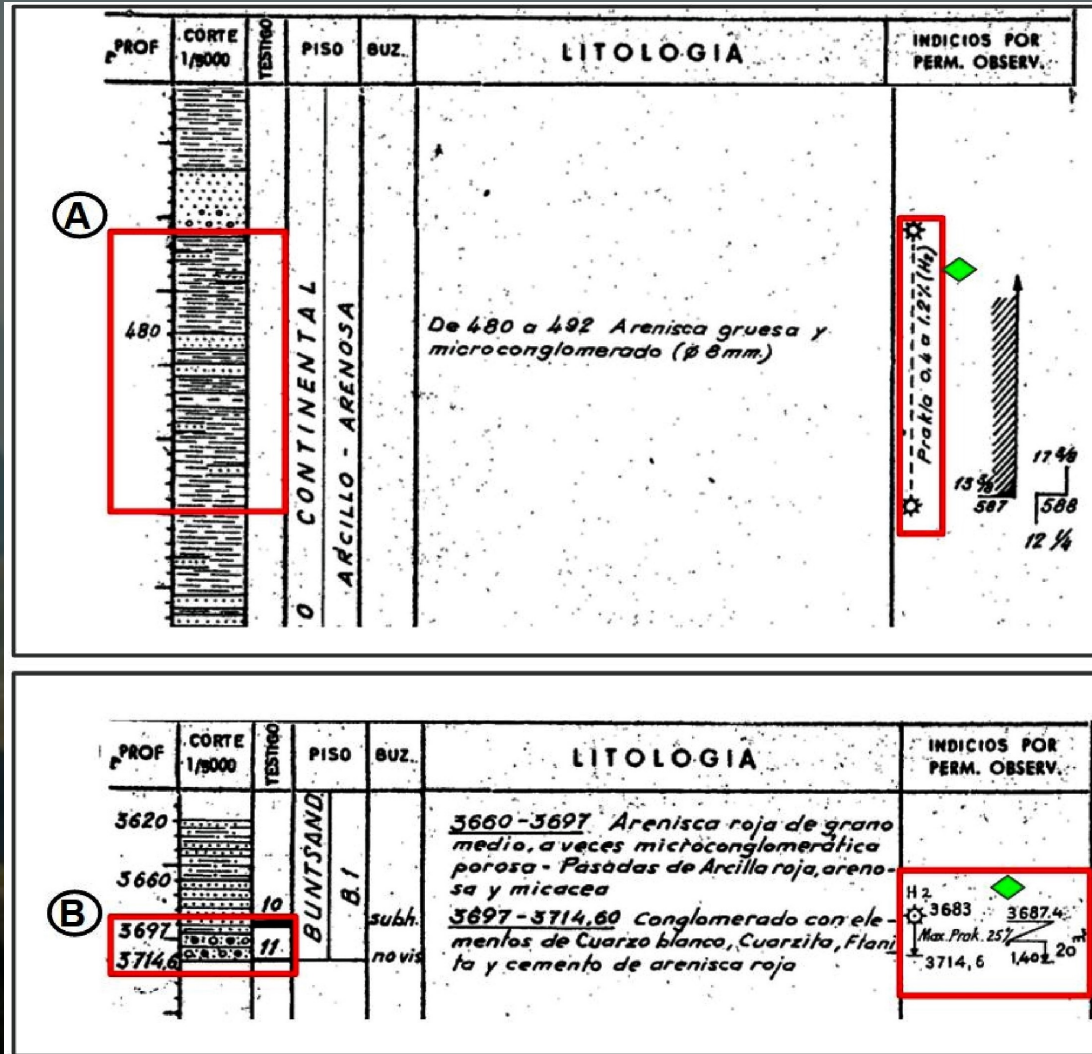 PROF
CORTE
1/5000
TESTIGO
PISO
BUZ.
LITOLOGIA
INDICIOS POR
PERM. OBSERV.
A
480
O CONTINENTAL
ARCILLO - ARENOSA
De 480 a 492 Arenisca gruesa y
microconglomerado (Ø 8mm.)
Prakla 0,4 a 1.2% (H2)
13 3/8
587
17
588
12 1/4
PROF
CORTE
1/5000
TESTIGO
PISO
BUZ.
LITOLOGIA
INDICIOS POR
PERM. OBSERV.
B
3620
3660
3697
3714,6
10
11
BUNTSAND.
B.1
subh.
no vis
3660-3697 Arenisca roja de grano
medio, a veces microconglomerática
porosa - Pasadas de Arcilla roja, areno-
sa y micacea
3697-3714,60 Conglomerado con ele-
mentos de Cuarzo blanco, Cuarzita, Flani-
ta y cemento de arenisca roja
H2
3683
Max. Prak. 25%
3714,6
3687.4
1,40
20 m3